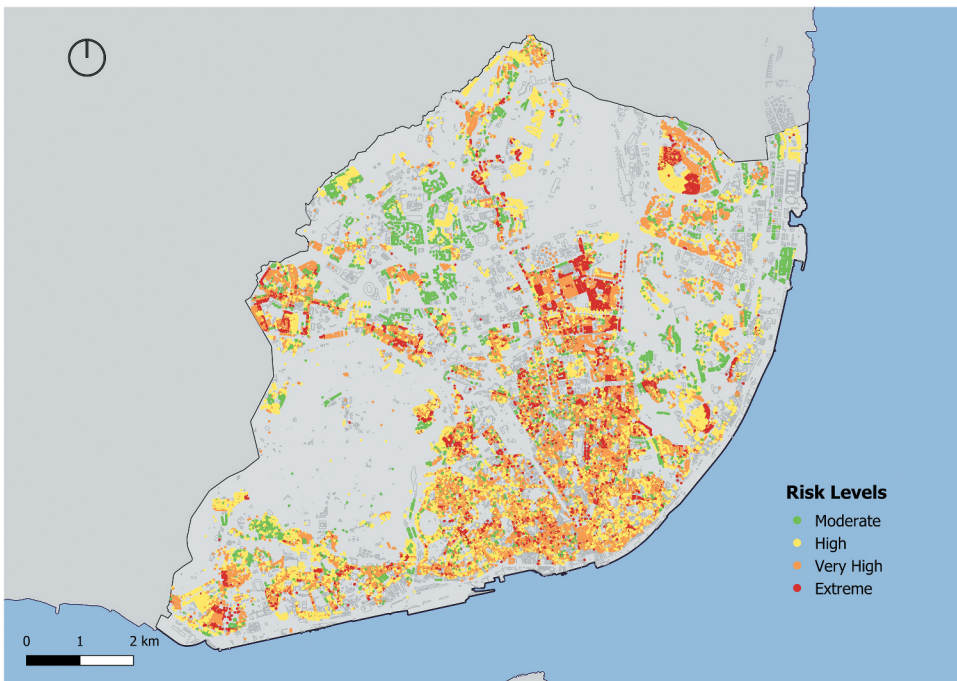 Risk Levels
Moderate
High
Very High
Extreme
0 1 2 km